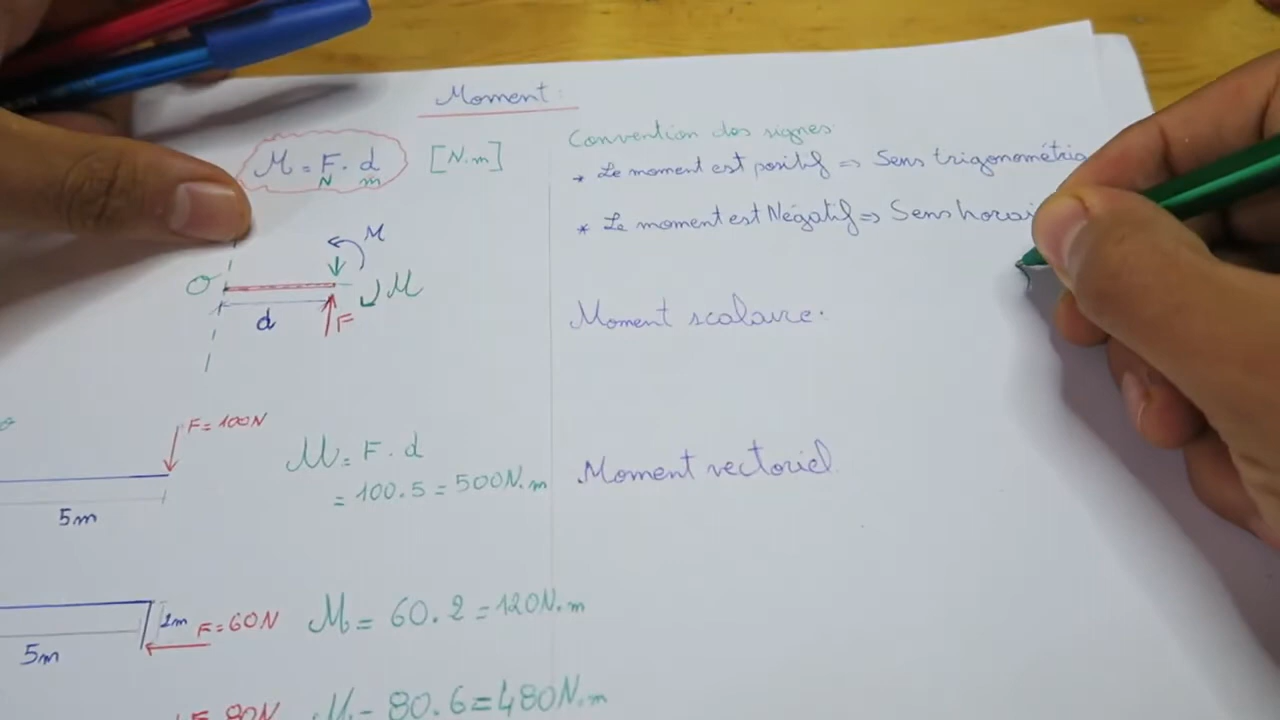 Moment:
M = F . d [N.m]
N m
Convention des signes
* Le moment est positif => Sens trigonométriq
* Le moment est Négatif => Sens horai
M
O
M
d
F
Moment scalaire.
F = 100N
M = F . d
= 100.5 = 500N.m
5m
Moment vectoriel
F = 60N
M = 60.2 = 120N.m
5m
M = 80.6 = 480N.m